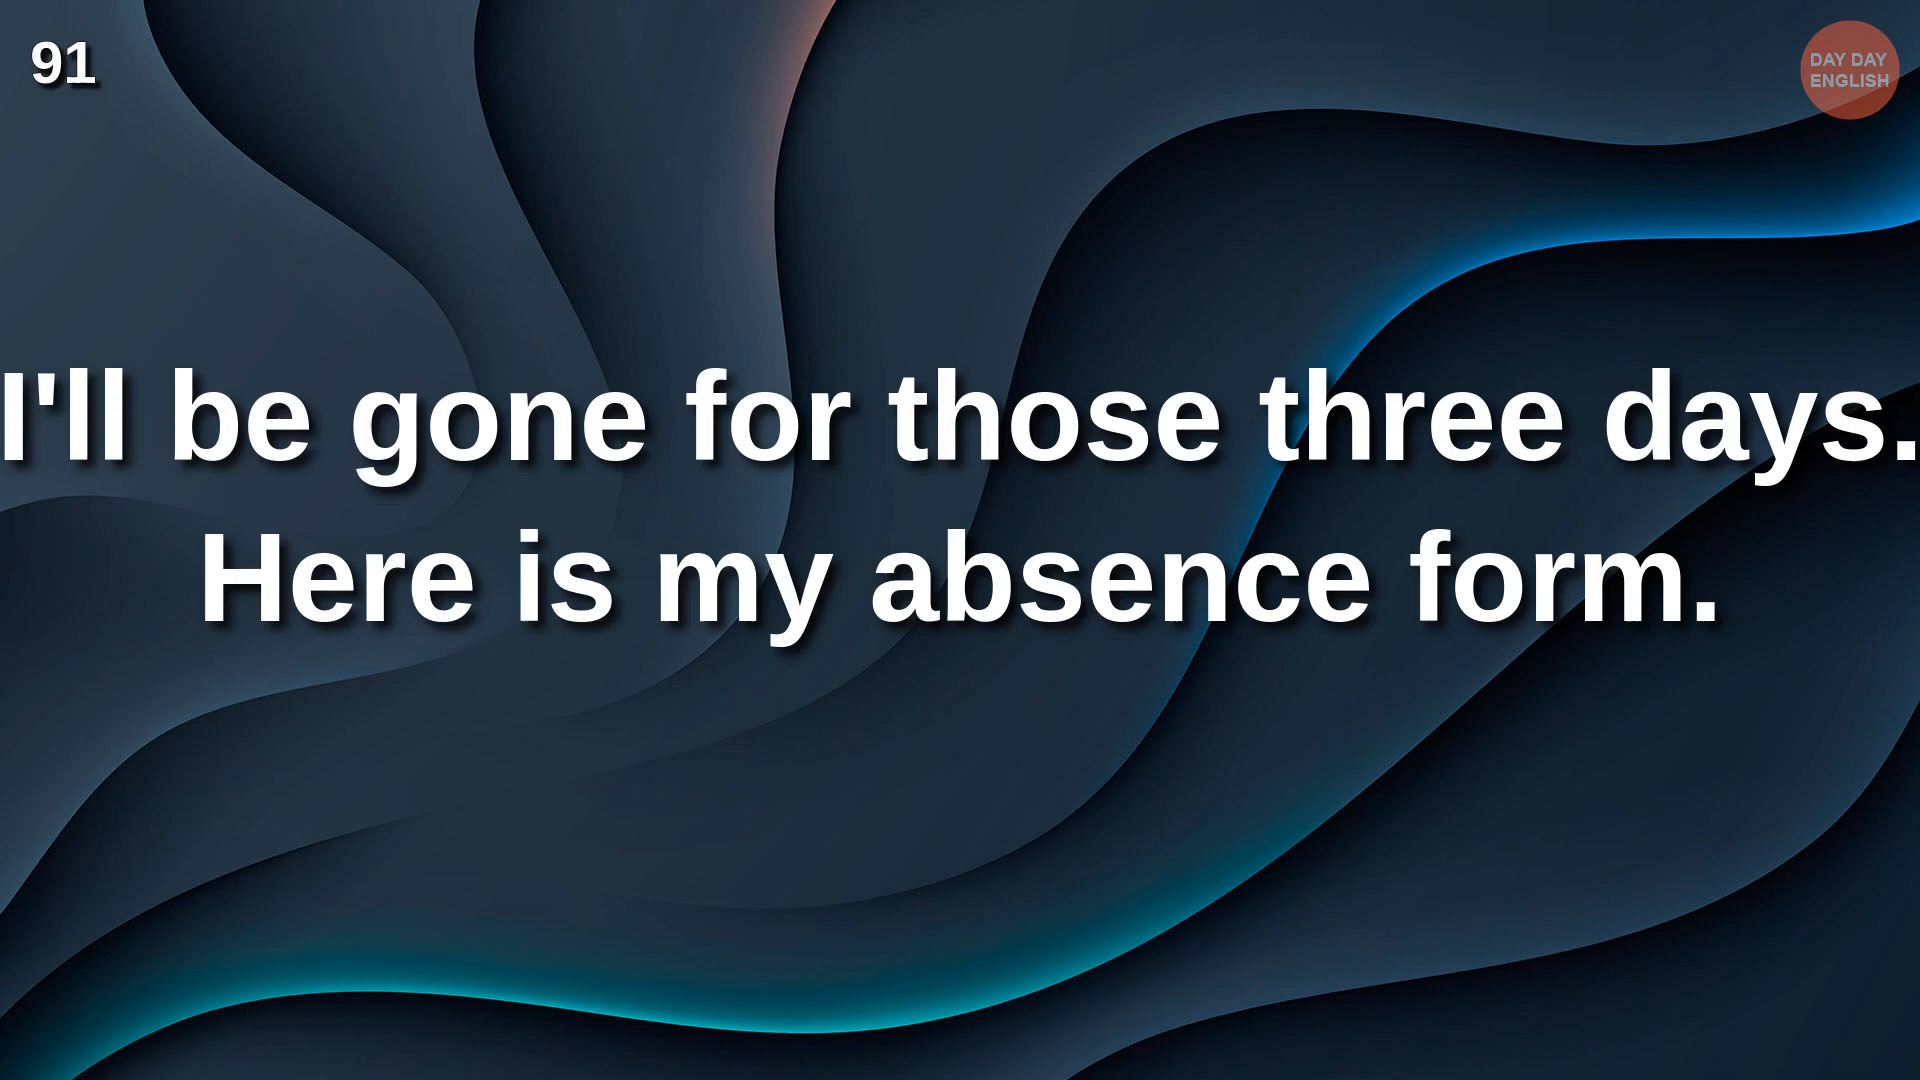 91
DAY DAY
ENGLISH
I'll be gone for those three days.
Here is my absence form.